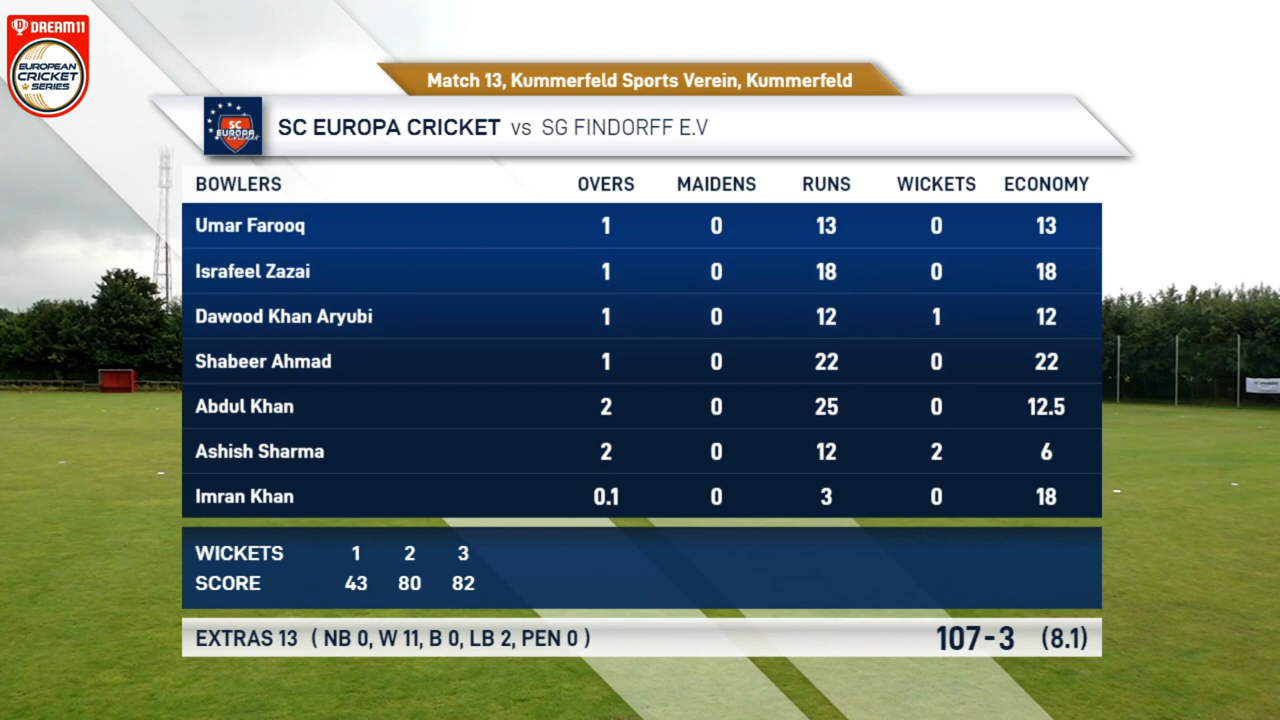 DREAM11
EUROPEAN
CRICKET
SERIES
Match 13, Kummerfeld Sports Verein, Kummerfeld
SC
EUROPA
Cricket
SC EUROPA CRICKET vs SG FINDORFF E.V
BOWLERS OVERS MAIDENS RUNS WICKETS ECONOMY
Umar Farooq 1 0 13 0 13
Israfeel Zazai 1 0 18 0 18
Dawood Khan Aryubi 1 0 12 1 12
Shabeer Ahmad 1 0 22 0 22
Abdul Khan 2 0 25 0 12.5
Ashish Sharma 2 0 12 2 6
Imran Khan 0.1 0 3 0 18
WICKETS 1 2 3
SCORE 43 80 82
EXTRAS 13 ( NB 0, W 11, B 0, LB 2, PEN 0 ) 107-3 (8.1)